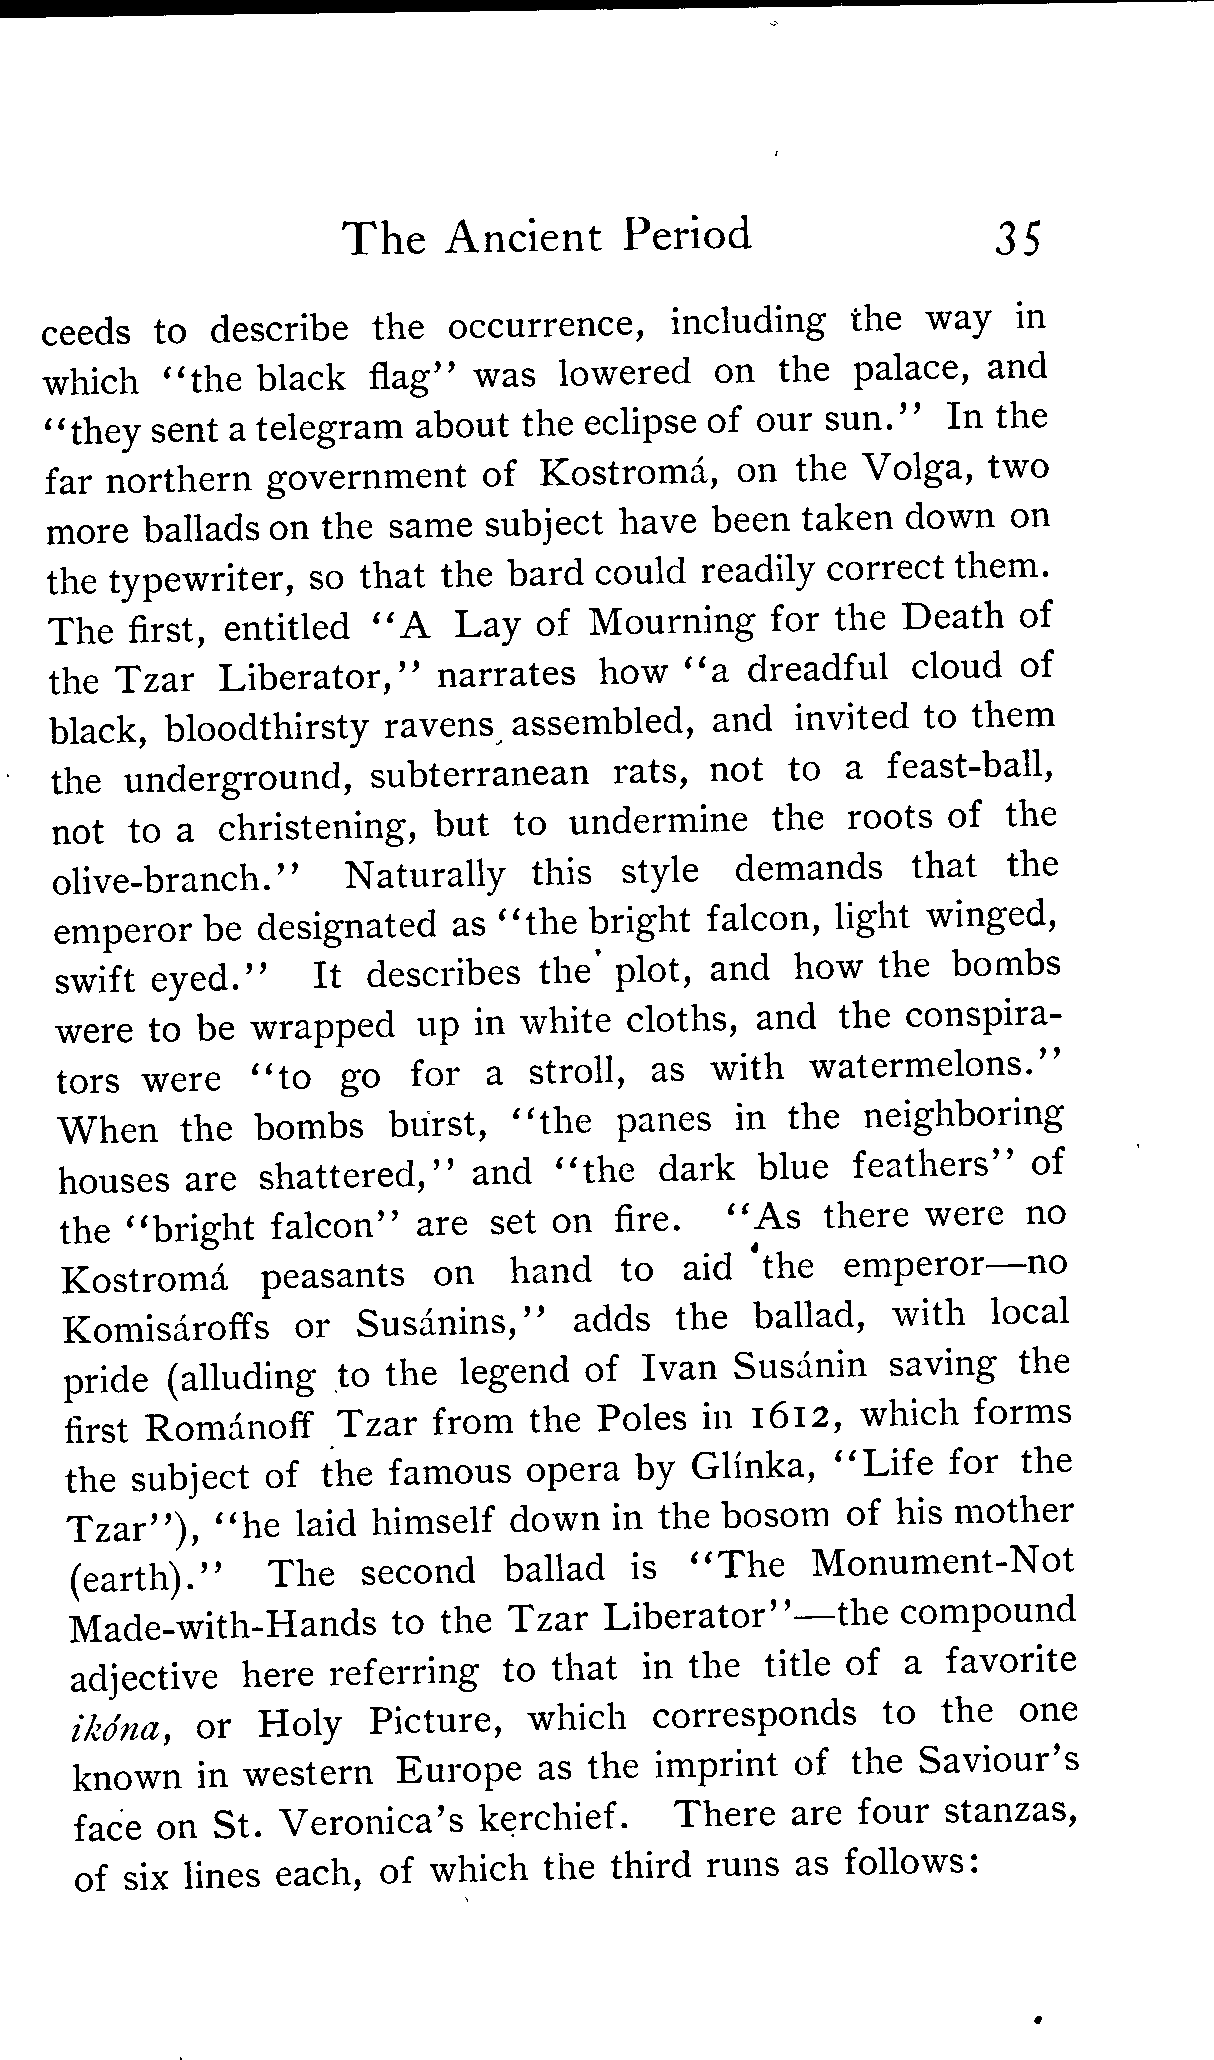 The Ancient Period 35
ceeds to describe the occurrence, including the way in
which "the black flag" was lowered on the palace, and
"they sent a telegram about the eclipse of our sun." In the
far northern government of Kostromá, on the Volga, two
more ballads on the same subject have been taken down on
the typewriter, so that the bard could readily correct them.
The first, entitled "A Lay of Mourning for the Death of
the Tzar Liberator," narrates how "a dreadful cloud of
black, bloodthirsty ravens assembled, and invited to them
the underground, subterranean rats, not to a feast-ball,
not to a christening, but to undermine the roots of the
olive-branch." Naturally this style demands that the
emperor be designated as "the bright falcon, light winged,
swift eyed." It describes the plot, and how the bombs
were to be wrapped up in white cloths, and the conspira-
tors were "to go for a stroll, as with watermelons."
When the bombs burst, "the panes in the neighboring
houses are shattered," and "the dark blue feathers" of
the "bright falcon" are set on fire. "As there were no
Kostromá peasants on hand to aid the emperor—no
Komisároffs or Susánins," adds the ballad, with local
pride (alluding to the legend of Ivan Susánin saving the
first Románoff Tzar from the Poles in 1612, which forms
the subject of the famous opera by Glínka, "Life for the
Tzar"), "he laid himself down in the bosom of his mother
(earth)." The second ballad is "The Monument-Not
Made-with-Hands to the Tzar Liberator"—the compound
adjective here referring to that in the title of a favorite
ikóna, or Holy Picture, which corresponds to the one
known in western Europe as the imprint of the Saviour's
face on St. Veronica's kerchief. There are four stanzas,
of six lines each, of which the third runs as follows: